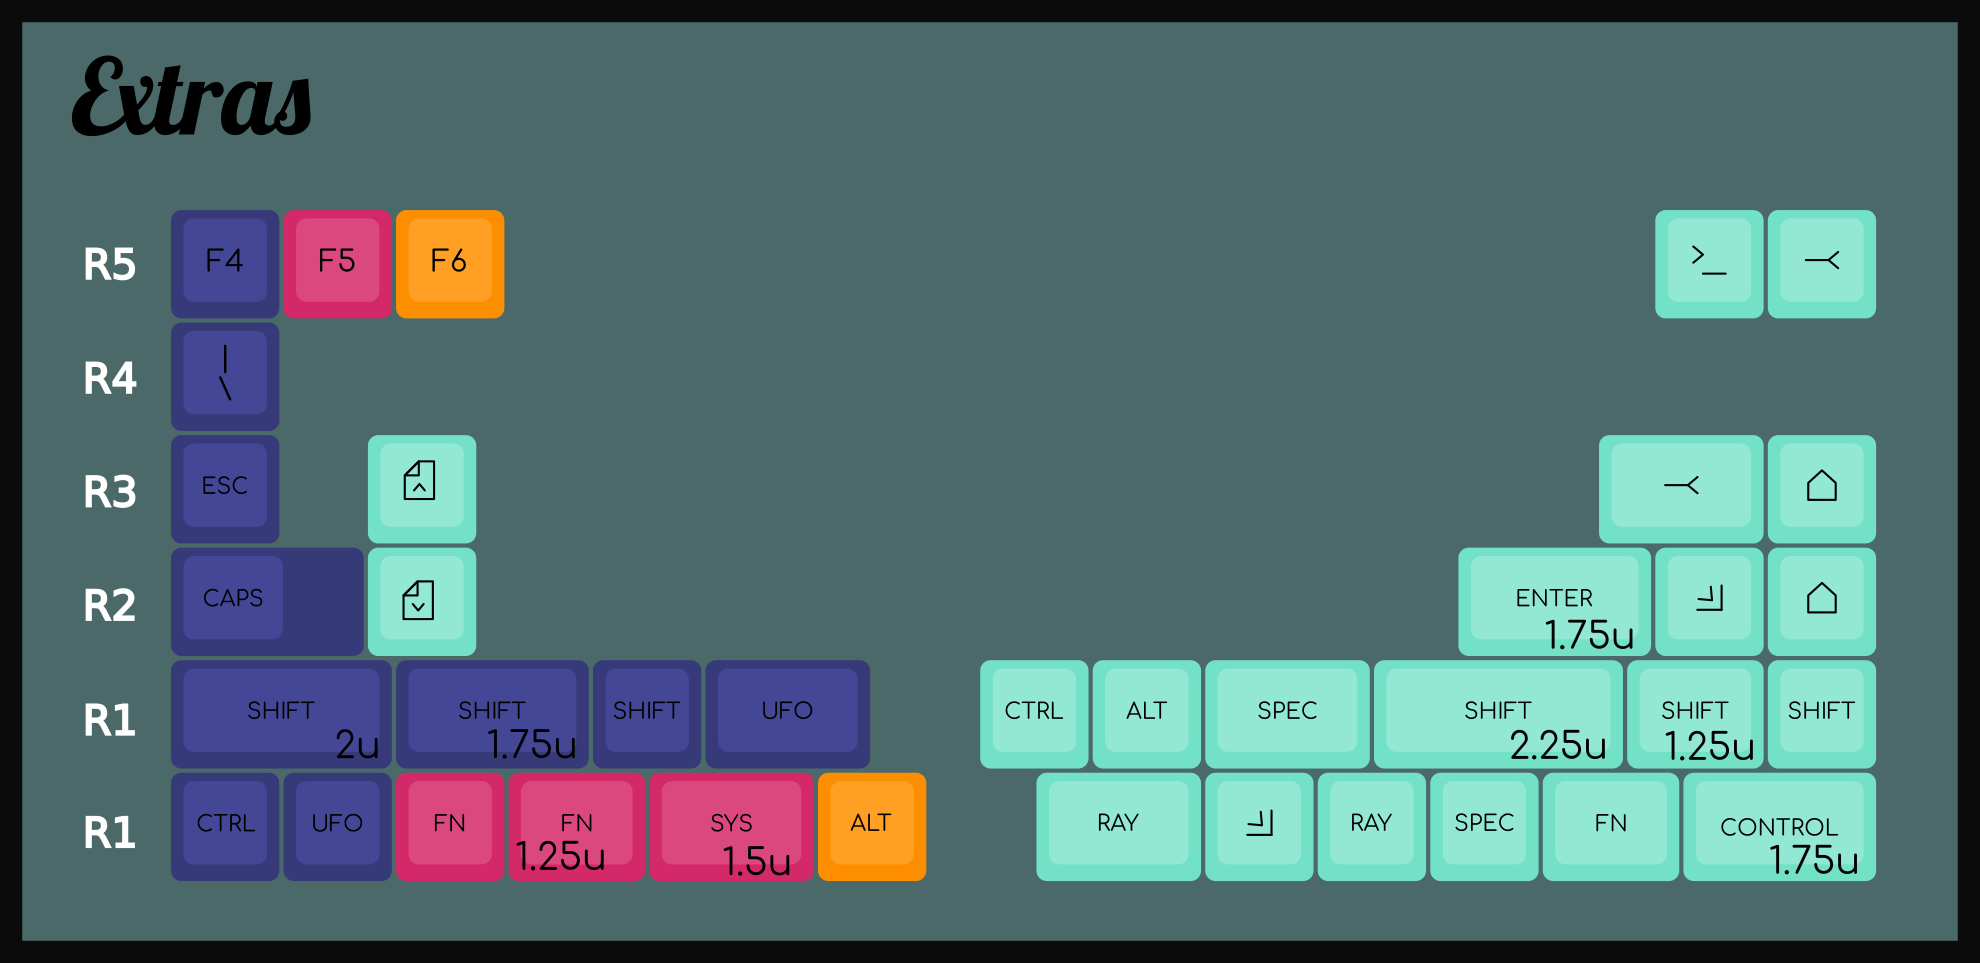 Extras
R5 F4 F5 F6 >_
R4 | \
R3 ESC
R2 CAPS ENTER 1.75u
R1 SHIFT 2u SHIFT 1.75u SHIFT UFO CTRL ALT SPEC SHIFT 2.25u SHIFT 1.25u SHIFT
R1 CTRL UFO FN FN 1.25u SYS 1.5u ALT RAY RAY SPEC FN CONTROL 1.75u